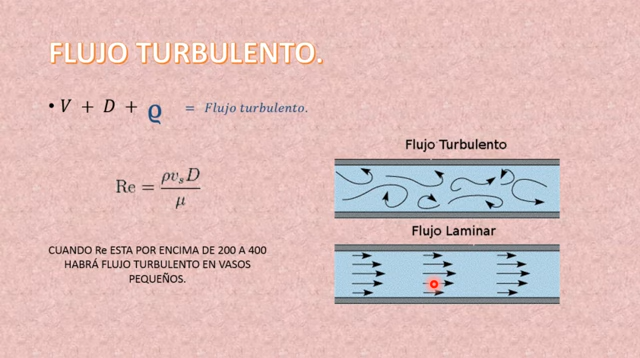 FLUJO TURBULENTO.
• V + D + ϱ = Flujo turbulento.
Re = ρvₛD / μ
CUANDO Re ESTA POR ENCIMA DE 200 A 400
HABRÁ FLUJO TURBULENTO EN VASOS
PEQUEÑOS.
Flujo Turbulento
Flujo Laminar